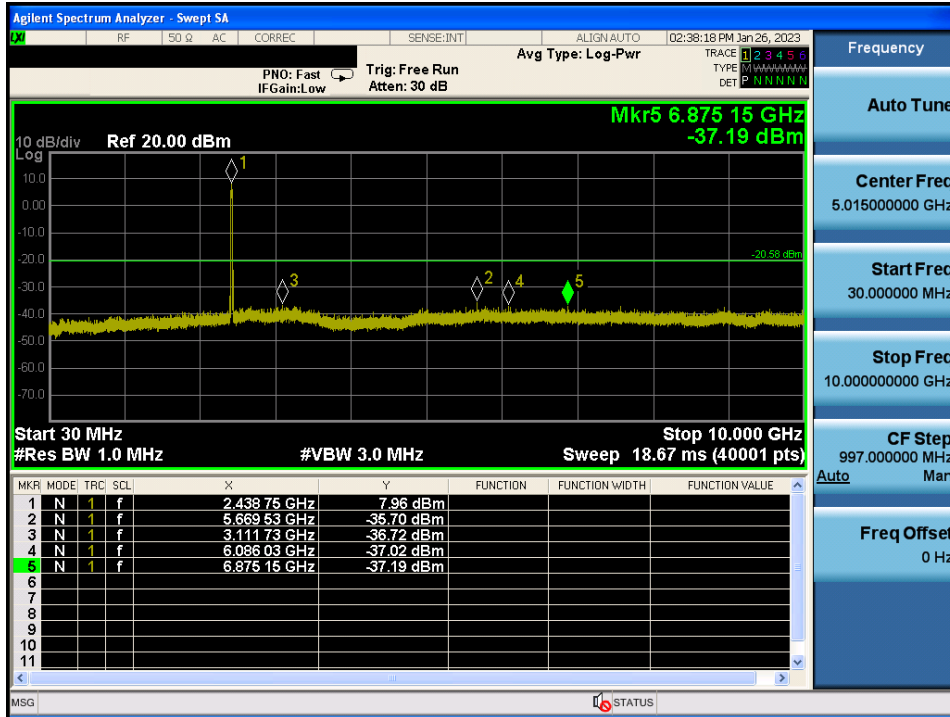 Agilent Spectrum Analyzer - Swept SA
LXI RF 50 Ω AC CORREC SENSE:INT ALIGN AUTO 02:38:18 PM Jan 26, 2023
PNO: Fast
IFGain:Low
Trig: Free Run
Atten: 30 dB
Avg Type: Log-Pwr
TRACE 1 2 3 4 5 6
TYPE M W W W W W
DET P N N N N N
Mkr5 6.875 15 GHz
-37.19 dBm
10 dB/div
Log
Ref 20.00 dBm
10.0
0.00
-10.0
-20.0
-30.0
-40.0
-50.0
-60.0
-70.0
1
3
2
4
5
-20.58 dBm
Start 30 MHz
#Res BW 1.0 MHz
#VBW 3.0 MHz
Stop 10.000 GHz
Sweep 18.67 ms (40001 pts)
MKR MODE TRC SCL X Y FUNCTION FUNCTION WIDTH FUNCTION VALUE
1 N 1 f 2.438 75 GHz 7.96 dBm
2 N 1 f 5.669 53 GHz -35.70 dBm
3 N 1 f 3.111 73 GHz -36.72 dBm
4 N 1 f 6.086 03 GHz -37.02 dBm
5 N 1 f 6.875 15 GHz -37.19 dBm
6
7
8
9
10
11
MSG
STATUS
Frequency
Auto Tune
Center Freq
5.015000000 GHz
Start Freq
30.000000 MHz
Stop Freq
10.000000000 GHz
CF Step
997.000000 MHz
Auto Man
Freq Offset
0 Hz